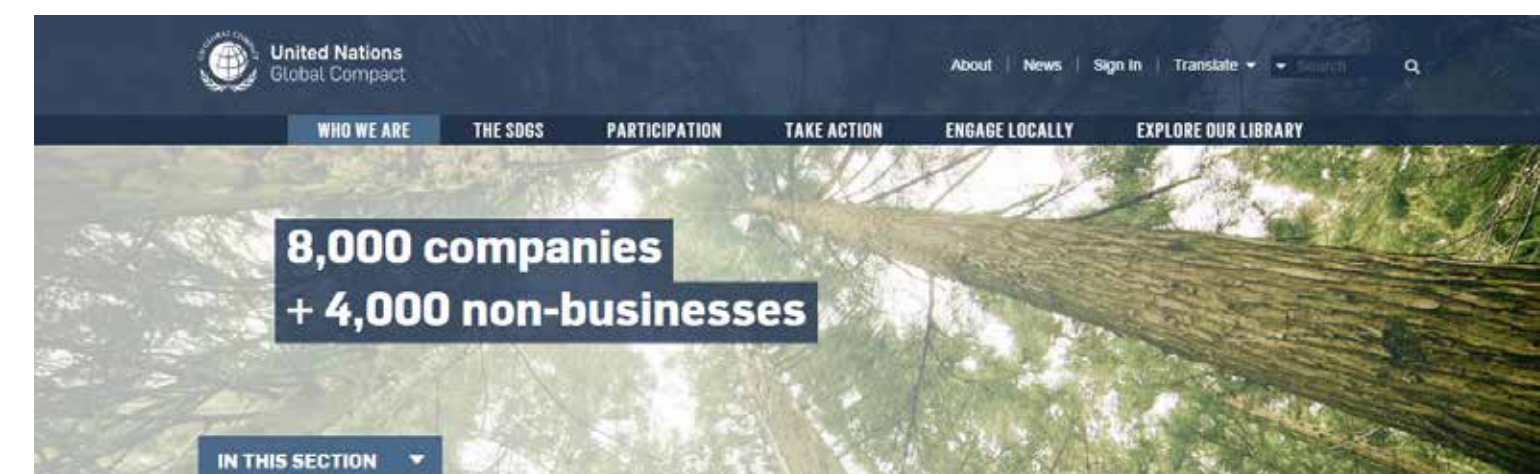 United Nations
Global Compact
About | News | Sign In | Translate
Search
WHO WE ARE THE SDGS PARTICIPATION TAKE ACTION ENGAGE LOCALLY EXPLORE OUR LIBRARY
8,000 companies
+ 4,000 non-businesses
IN THIS SECTION